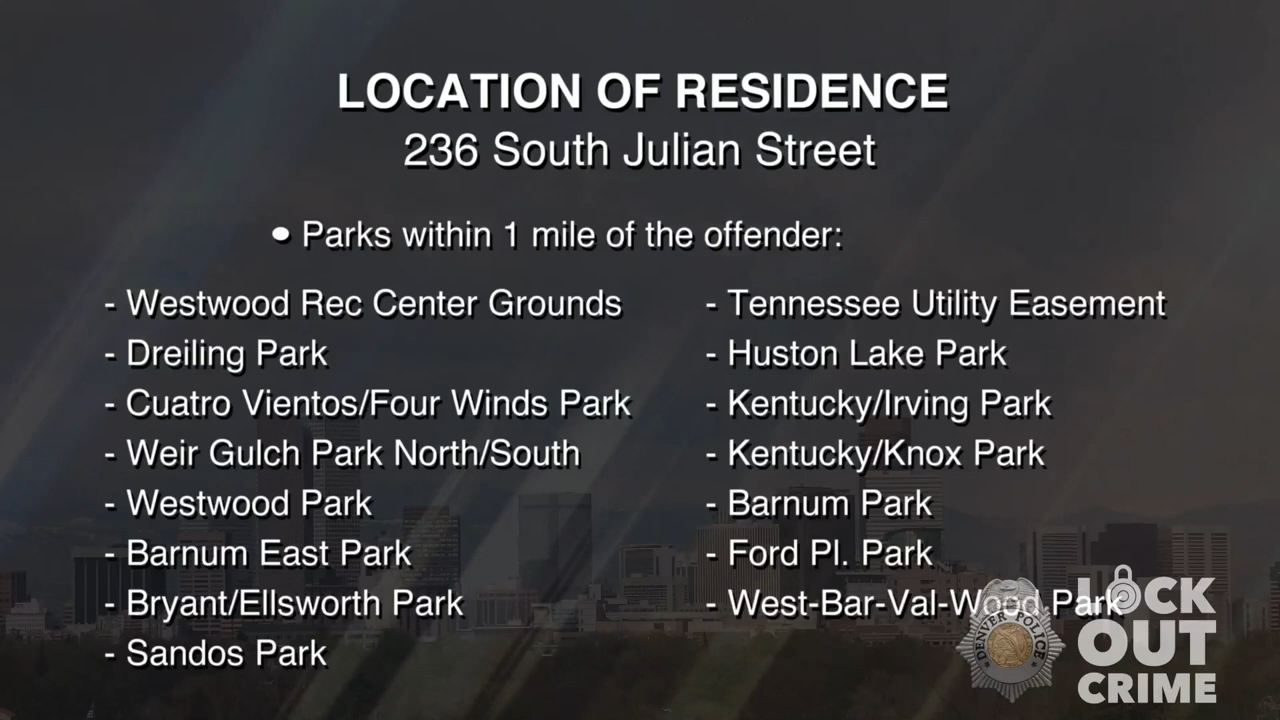 LOCATION OF RESIDENCE
236 South Julian Street
• Parks within 1 mile of the offender:
- Westwood Rec Center Grounds
- Dreiling Park
- Cuatro Vientos/Four Winds Park
- Weir Gulch Park North/South
- Westwood Park
- Barnum East Park
- Bryant/Ellsworth Park
- Sandos Park
- Tennessee Utility Easement
- Huston Lake Park
- Kentucky/Irving Park
- Kentucky/Knox Park
- Barnum Park
- Ford Pl. Park
- West-Bar-Val-Wood Park
DENVER POLICE
LOCK
OUT
CRIME